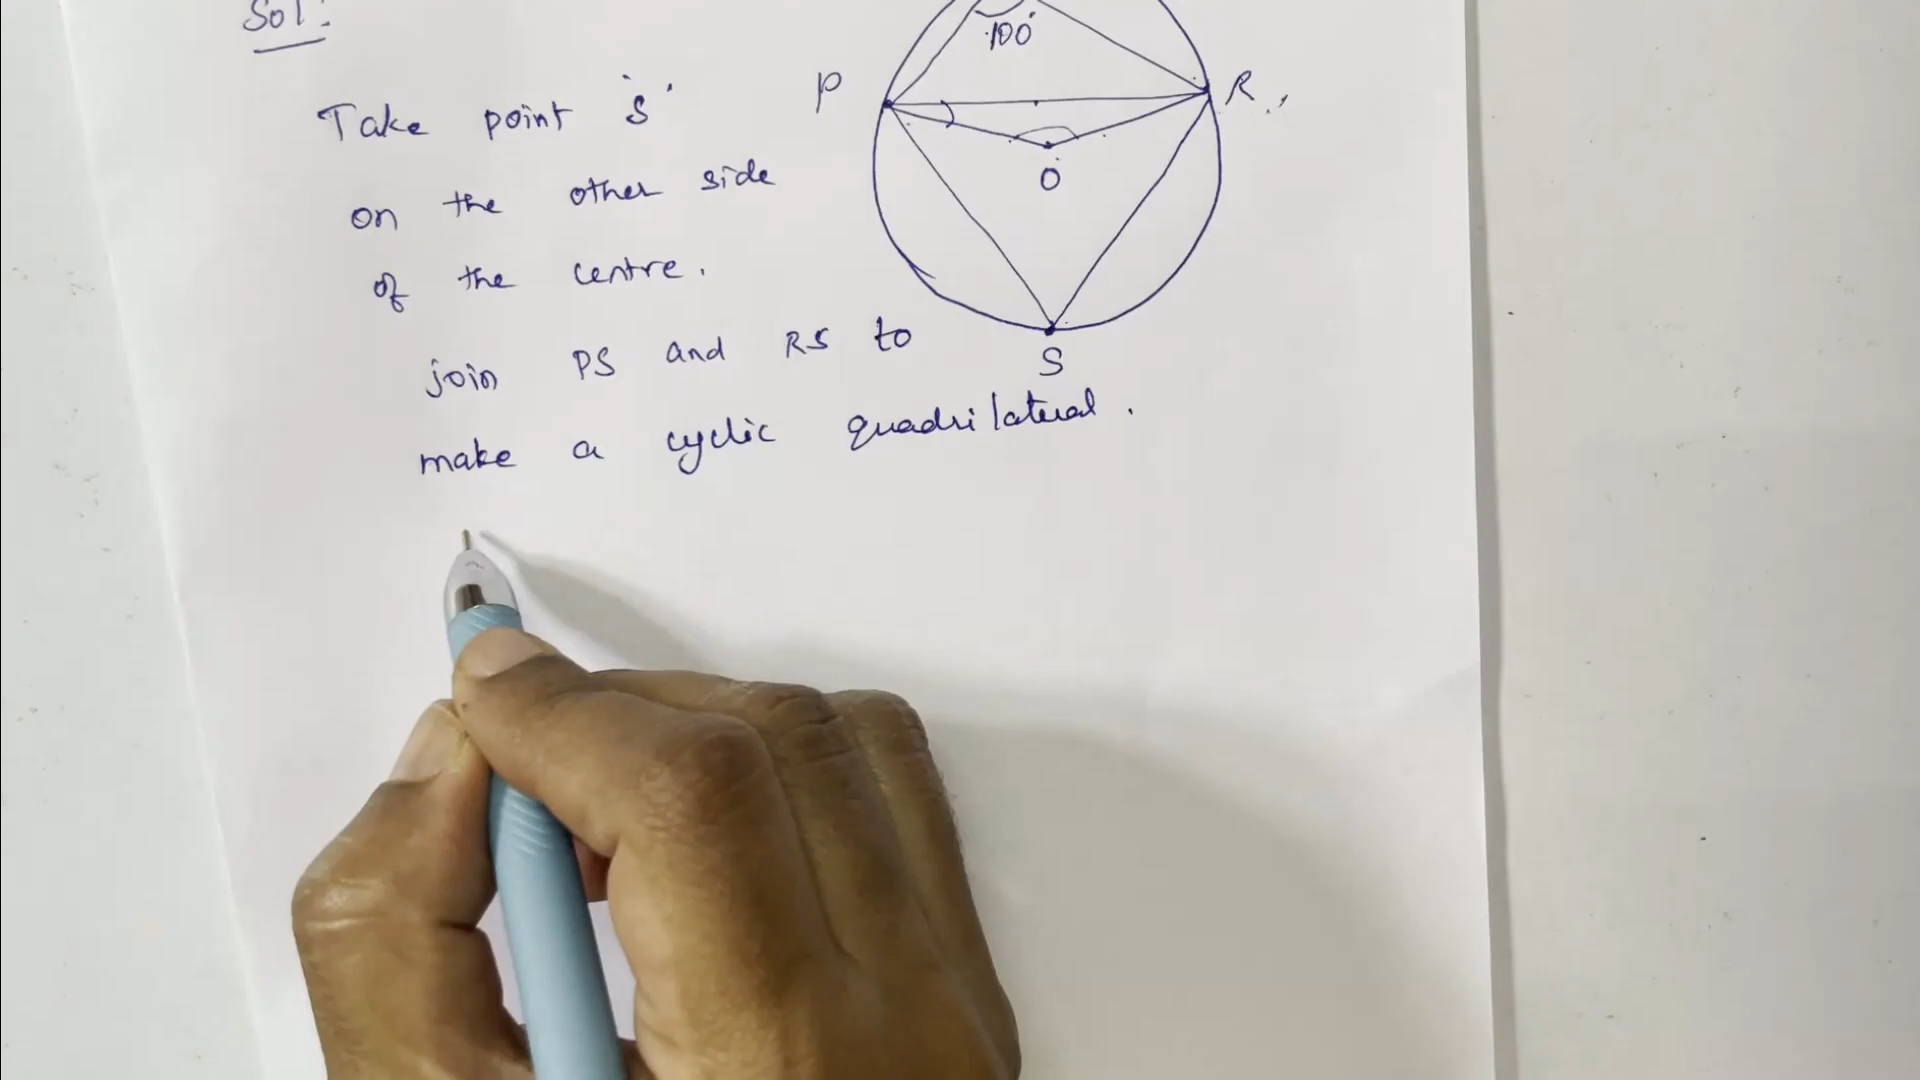 Sol:
100°
P
R.,
Take point 's'
on the other side
O
of the centre.
join PS and RS to
S
make a cyclic quadrilateral.